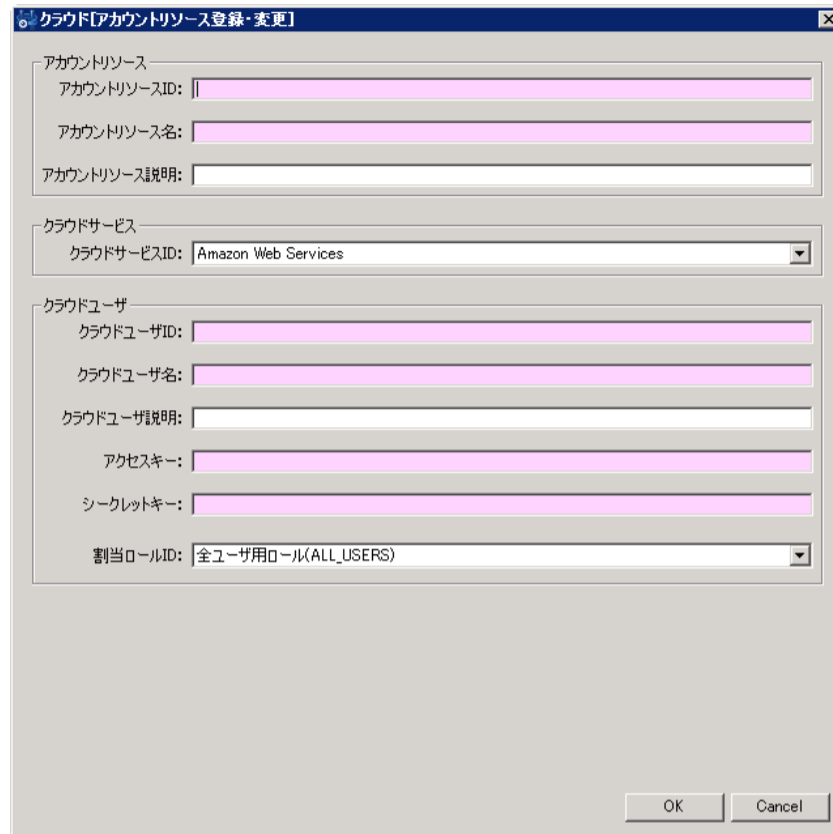 クラウド[アカウントリソース登録・変更]
アカウントリソース
アカウントリソースID:
アカウントリソース名:
アカウントリソース説明:
クラウドサービス
クラウドサービスID: Amazon Web Services
クラウドユーザ
クラウドユーザID:
クラウドユーザ名:
クラウドユーザ説明:
アクセスキー:
シークレットキー:
割当ロールID: 全ユーザ用ロール(ALL_USERS)
OK Cancel